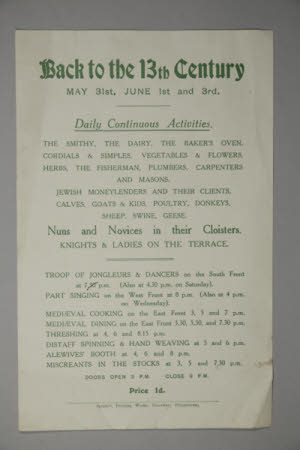 Back to the 13th Century
MAY 31st, JUNE 1st and 3rd.
Daily Continuous Activities.
THE SMITHY, THE DAIRY, THE BAKER'S OVEN,
CORDIALS & SIMPLES, VEGETABLES & FLOWERS,
HERBS, THE FISHERMAN, PLUMBERS, CARPENTERS
AND MASONS.
JEWISH MONEYLENDERS AND THEIR CLIENTS,
CALVES, GOATS & KIDS, POULTRY, DONKEYS,
SHEEP, SWINE, GEESE.
Nuns and Novices in their Cloisters.
KNIGHTS & LADIES ON THE TERRACE.
TROOP OF JONGLEURS & DANCERS on the South Front
at 7.30 p.m. (Also at 4.30 p.m. on Saturday).
PART SINGING on the West Front at 8 p.m. (Also at 4 p.m.
on Wednesday).
MEDIÆVAL COOKING on the East Front 3, 5 and 7 p.m.
MEDIÆVAL DINING on the East Front 3.30, 5.30, and 7.30 p.m.
THRESHING at 4, 6 and 8.15 p.m.
DISTAFF SPINNING & HAND WEAVING at 3 and 6 p.m.
ALEWIVES' BOOTH at 4, 6 and 8 p.m.
MISCREANTS IN THE STOCKS at 3, 5 and 7.30 p.m.
DOORS OPEN 3 P.M. CLOSE 9 P.M.
Price 1d.